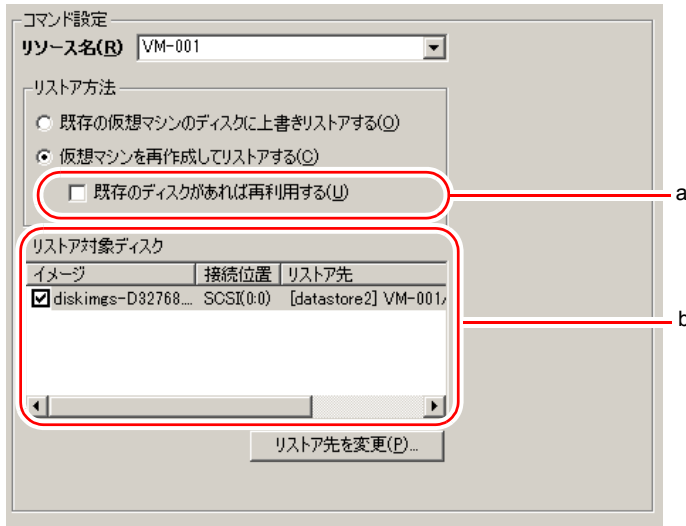 コマンド設定
リソース名(R) VM-001
リストア方法
既存の仮想マシンのディスクに上書きリストアする(O)
仮想マシンを再作成してリストアする(C)
既存のディスクがあれば再利用する(U)
a
リストア対象ディスク
イメージ 接続位置 リストア先
diskimgs-D32768... SCSI(0:0) [datastore2] VM-001/
b
リストア先を変更(P)...